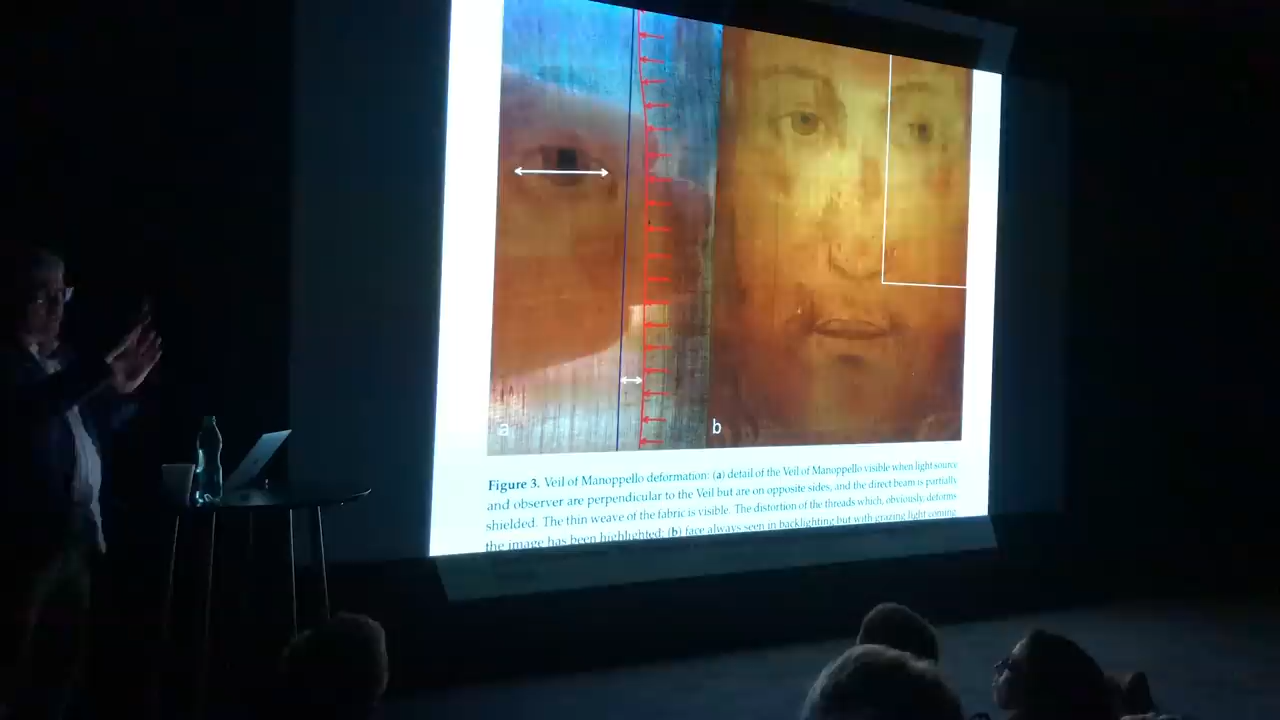 a
b
Figure 3. Veil of Manoppello deformation: (a) detail of the Veil of Manoppello visible when light source
and observer are perpendicular to the Veil but are on opposite sides, and the direct beam is partially
shielded. The thin weave of the fabric is visible. The distortion of the threads which, obviously, deforms
the image has been highlighted; (b) face always seen in backlighting but with grazing light coming